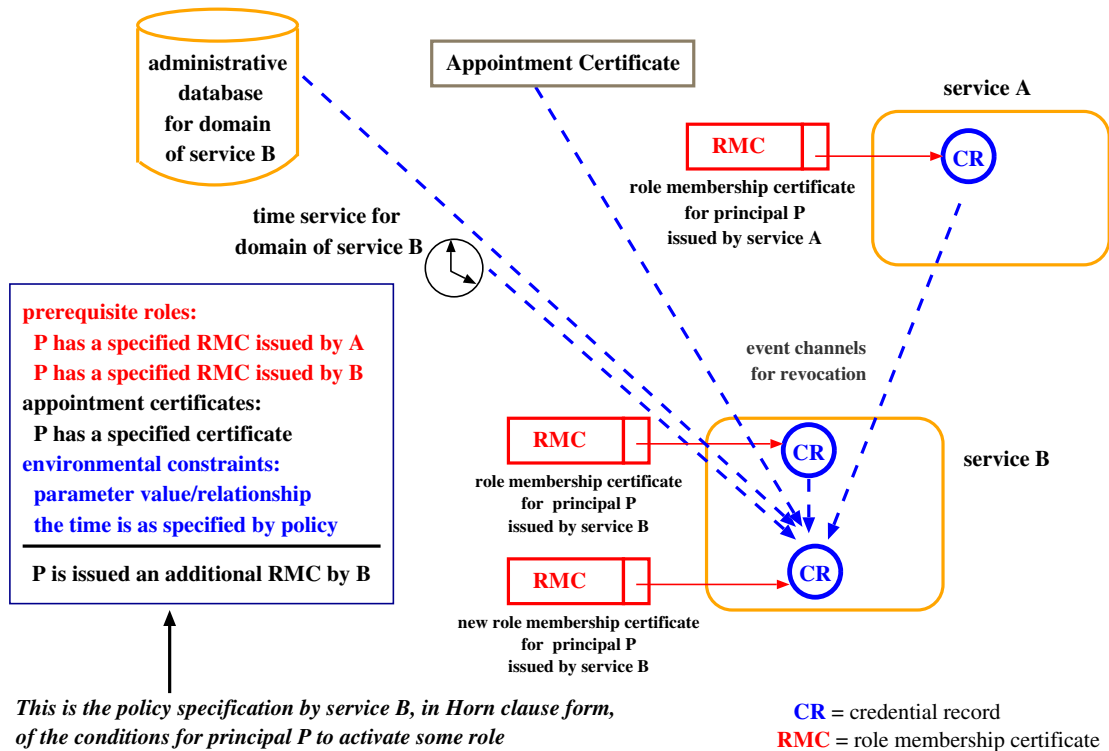 administrative
database
for domain
of service B
Appointment Certificate
service A
RMC
CR
role membership certificate
for principal P
issued by service A
time service for
domain of service B
prerequisite roles:
P has a specified RMC issued by A
P has a specified RMC issued by B
appointment certificates:
P has a specified certificate
environmental constraints:
parameter value/relationship
the time is as specified by policy
P is issued an additional RMC by B
event channels
for revocation
RMC
CR
service B
role membership certificate
for principal P
issued by service B
RMC
CR
new role membership certificate
for principal P
issued by service B
This is the policy specification by service B, in Horn clause form,
of the conditions for principal P to activate some role
CR = credential record
RMC = role membership certificate